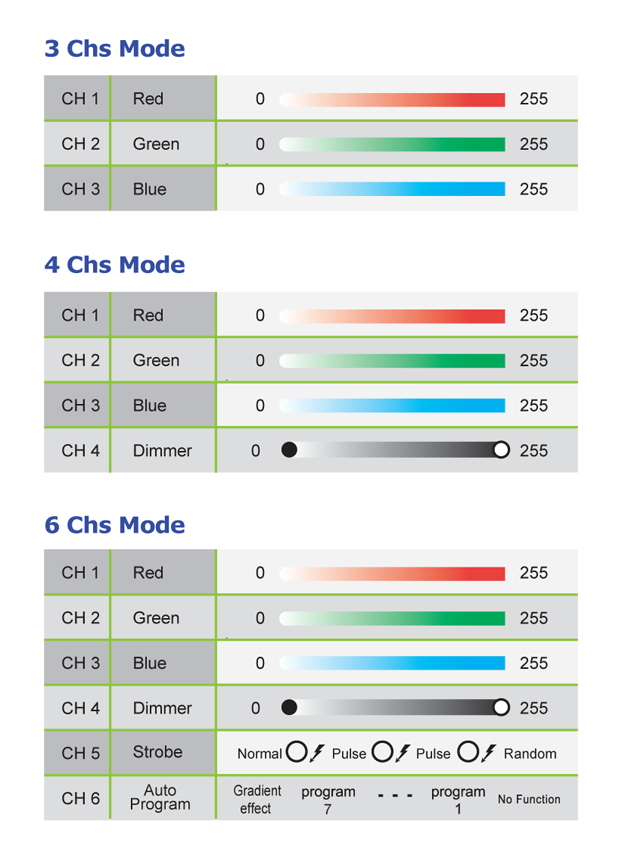 3 Chs Mode
CH 1 Red 0 255
CH 2 Green 0 255
CH 3 Blue 0 255
4 Chs Mode
CH 1 Red 0 255
CH 2 Green 0 255
CH 3 Blue 0 255
CH 4 Dimmer 0 255
6 Chs Mode
CH 1 Red 0 255
CH 2 Green 0 255
CH 3 Blue 0 255
CH 4 Dimmer 0 255
CH 5 Strobe Normal Pulse Pulse Random
CH 6 Auto Program Gradient effect program 7 - - - program 1 No Function